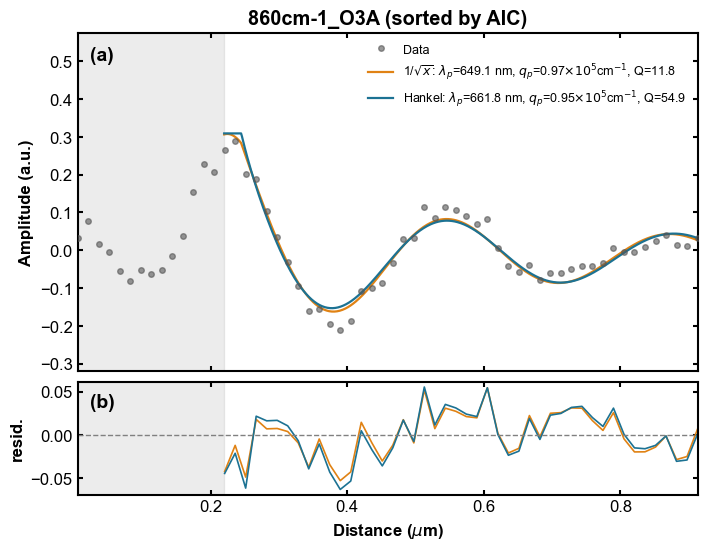 860cm-1_O3A (sorted by AIC)
(a)
Data
1/√x: λp=649.1 nm, qp=0.97×10⁵cm⁻¹, Q=11.8
Hankel: λp=661.8 nm, qp=0.95×10⁵cm⁻¹, Q=54.9
Amplitude (a.u.)
0.5
0.4
0.3
0.2
0.1
0.0
−0.1
−0.2
−0.3
(b)
resid.
0.05
0.00
−0.05
0.2 0.4 0.6 0.8
Distance (μm)